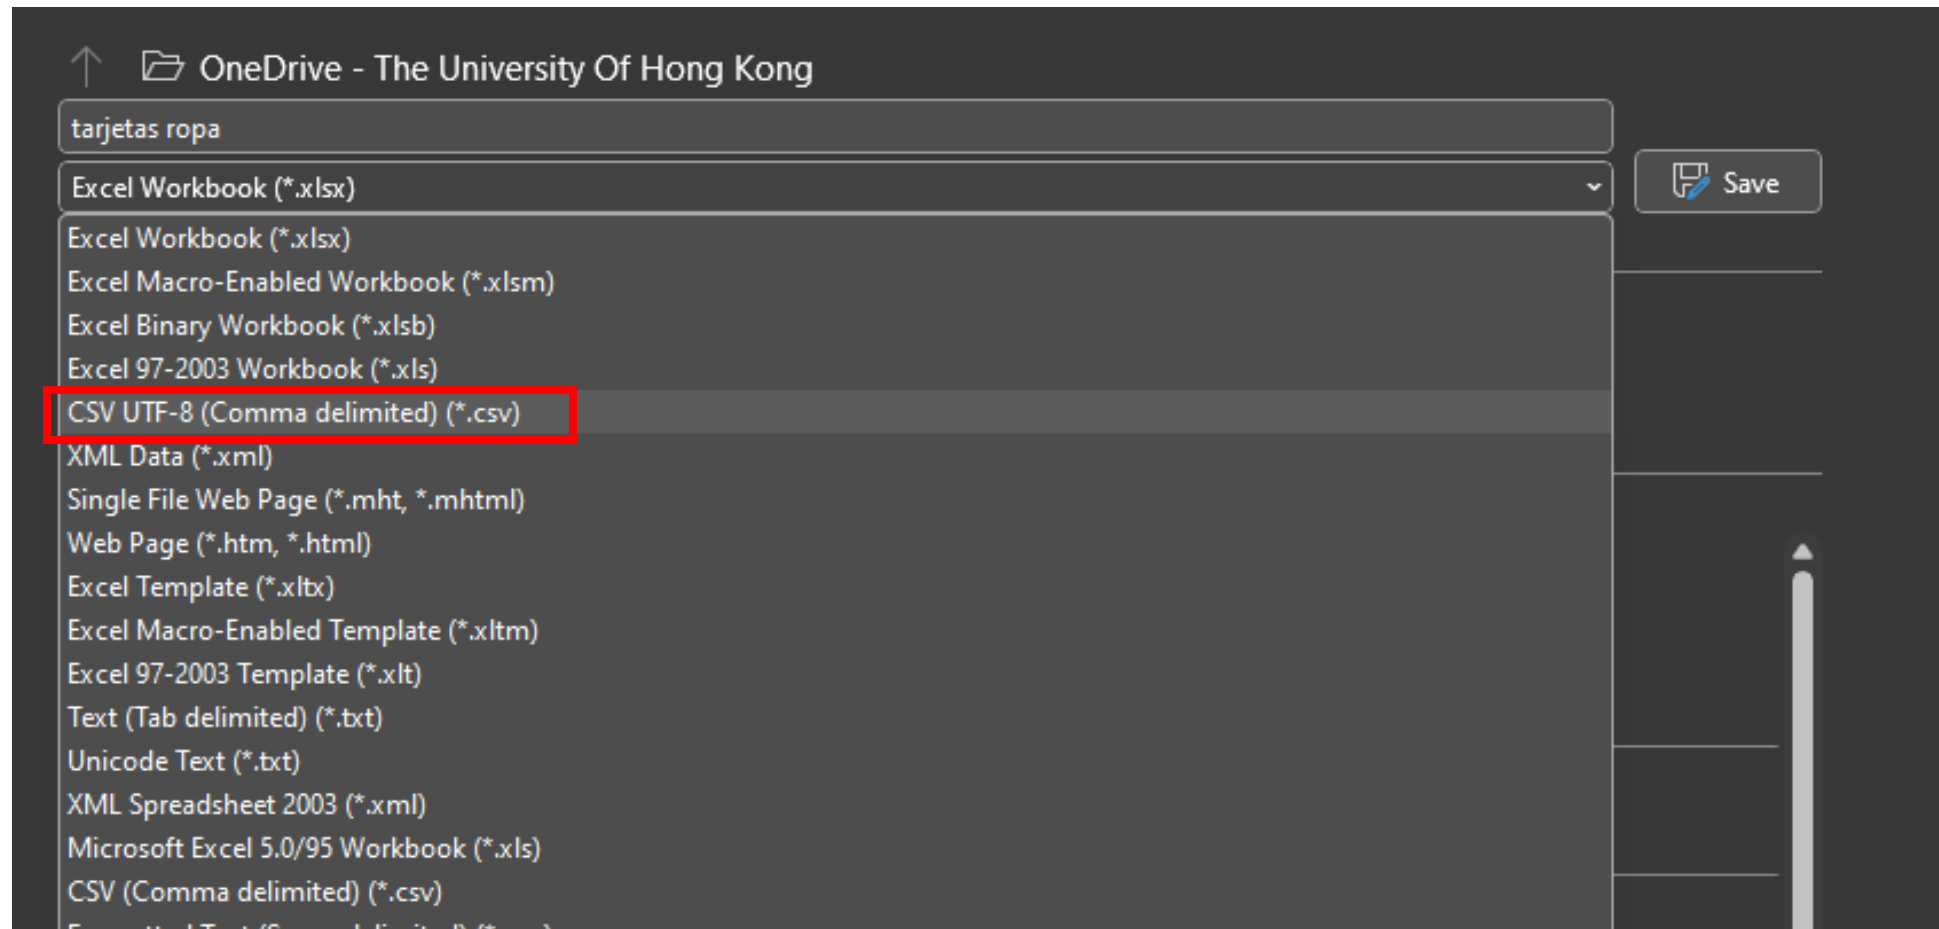 OneDrive - The University Of Hong Kong
tarjetas ropa
Excel Workbook (*.xlsx)
Save
Excel Workbook (*.xlsx)
Excel Macro-Enabled Workbook (*.xlsm)
Excel Binary Workbook (*.xlsb)
Excel 97-2003 Workbook (*.xls)
CSV UTF-8 (Comma delimited) (*.csv)
XML Data (*.xml)
Single File Web Page (*.mht, *.mhtml)
Web Page (*.htm, *.html)
Excel Template (*.xltx)
Excel Macro-Enabled Template (*.xltm)
Excel 97-2003 Template (*.xlt)
Text (Tab delimited) (*.txt)
Unicode Text (*.txt)
XML Spreadsheet 2003 (*.xml)
Microsoft Excel 5.0/95 Workbook (*.xls)
CSV (Comma delimited) (*.csv)